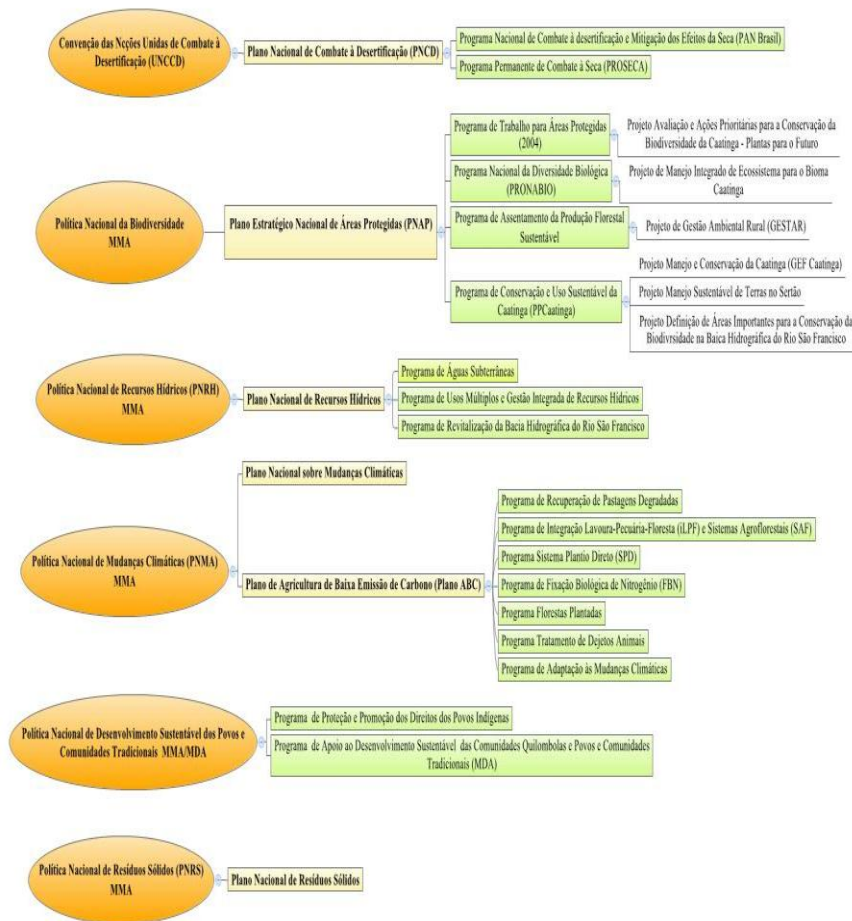 Convenção das Ncções Unidas de Combate à
Desertificação (UNCCD)
Plano Nacional de Combate à Desertificação (PNCD)
Programa Nacional de Combate à desertificação e Mitigação dos Efeitos da Seca (PAN Brasil)
Programa Permanente de Combate à Seca (PROSECA)
Política Nacional da Biodiversidade
MMA
Plano Estratégico Nacional de Áreas Protegidas (PNAP)
Programa de Trabalho para Áreas Protegidas
(2004)
Projeto Avaliação e Ações Prioritárias para a Conservação da
Biodiversidade da Caatinga - Plantas para o Futuro
Programa Nacional da Diversidade Biológica
(PRONABIO)
Projeto de Manejo Integrado de Ecossistema para o Bioma
Caatinga
Programa de Assentamento da Produção Florestal
Sustentável
Projeto de Gestão Ambiental Rural (GESTAR)
Programa de Conservação e Uso Sustentável da
Caatinga (PPCaatinga)
Projeto Manejo e Conservação da Caatinga (GEF Caatinga)
Projeto Manejo Sustentável de Terras no Sertão
Projeto Definição de Áreas Importantes para a Conservação da
Biodivrsidade na Baica Hidrográfica do Rio São Francisco
Política Nacional de Recursos Hídricos (PNRH)
MMA
Plano Nacional de Recursos Hídricos
Programa de Águas Subterrâneas
Programa de Usos Múltiplos e Gestão Integrada de Recursos Hídricos
Programa de Revitalização da Bacia Hidrográfica do Rio São Francisco
Política Nacional de Mudanças Climáticas (PNMA)
MMA
Plano Nacional sobre Mudanças Climáticas
Plano de Agricultura de Baixa Emissão de Carbono (Plano ABC)
Programa de Recuperação de Pastagens Degradadas
Programa de Integração Lavoura-Pecuária-Floresta (iLPF) e Sistemas Agroflorestais (SAF)
Programa Sistema Plantio Direto (SPD)
Programa de Fixação Biológica de Nitrogênio (FBN)
Programa Florestas Plantadas
Programa Tratamento de Dejetos Animais
Programa de Adaptação às Mudanças Climáticas
Política Nacional de Desenvolvimento Sustentável dos Povos e
Comunidades Tradicionais MMA/MDA
Programa de Proteção e Promoção dos Direitos dos Povos Indígenas
Programa de Apoio ao Desenvolvimento Sustentável das Comunidades Quilombolas e Povos e Comunidades
Tradicionais (MDA)
Política Nacional de Resíduos Sólidos (PNRS)
MMA
Plano Nacional de Resíduos Sólidos